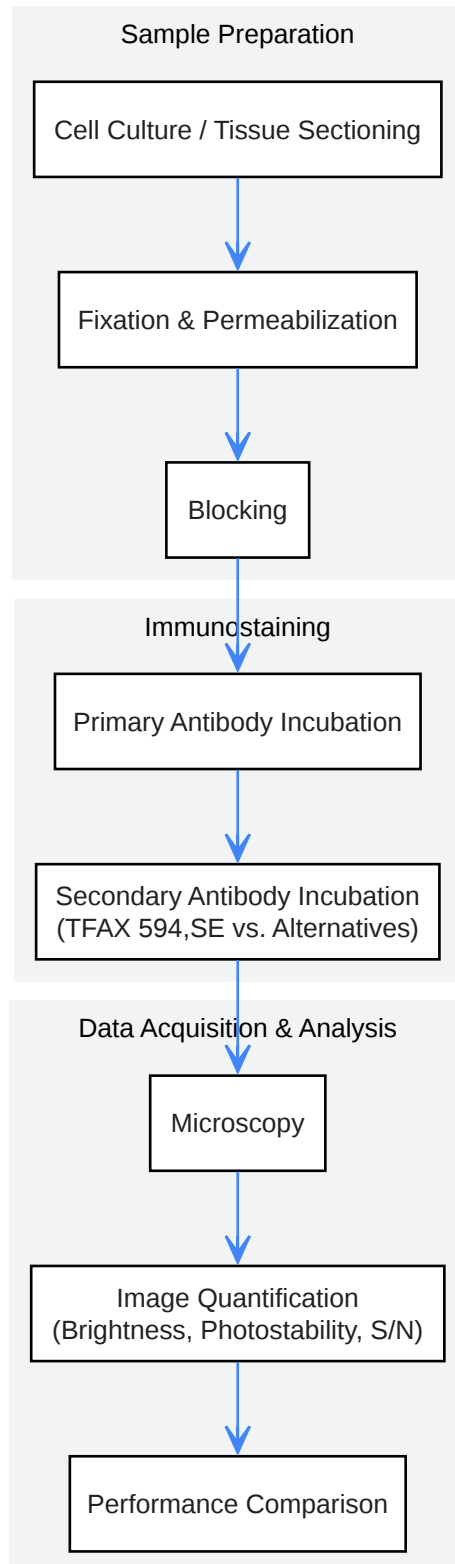 Sample Preparation
Cell Culture / Tissue Sectioning
Fixation & Permeabilization
Blocking
Immunostaining
Primary Antibody Incubation
Secondary Antibody Incubation
(TFAX 594,SE vs. Alternatives)
Data Acquisition & Analysis
Microscopy
Image Quantification
(Brightness, Photostability, S/N)
Performance Comparison